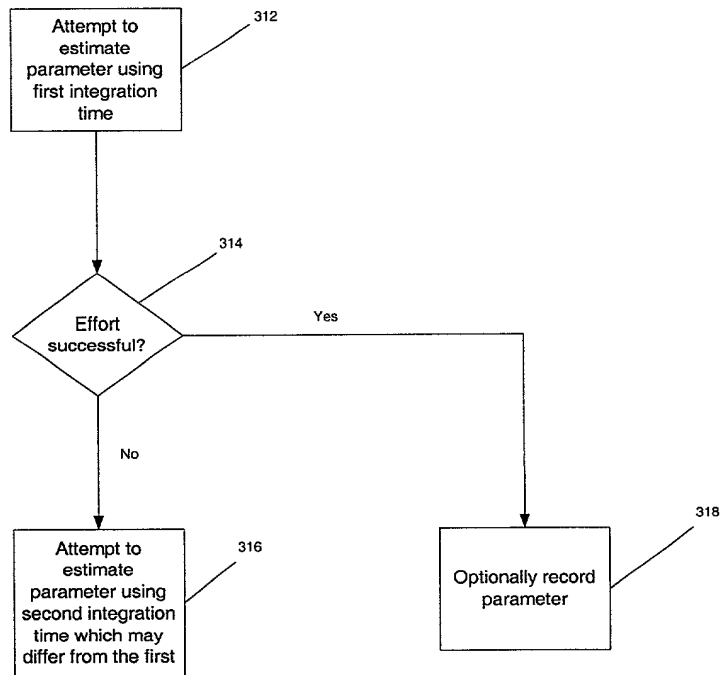 Attempt to
estimate
parameter using
first integration
time
312
314
Effort
successful?
Yes
No
Attempt to
estimate
parameter using
second integration
time which may
differ from the first
316
Optionally record
parameter
318